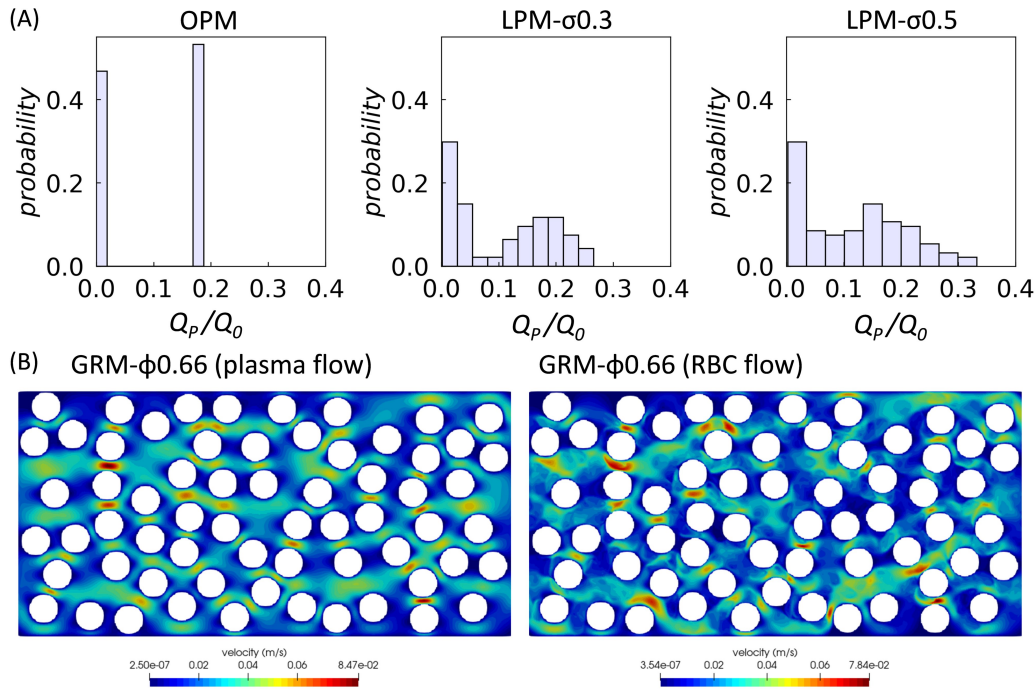 (A)
OPM
LPM-σ0.3
LPM-σ0.5
probability
0.4
0.2
0.0
0.0 0.1 0.2 0.3 0.4
Q_P/Q_0
probability
0.4
0.2
0.0
0.0 0.1 0.2 0.3 0.4
Q_P/Q_0
probability
0.4
0.2
0.0
0.0 0.1 0.2 0.3 0.4
Q_P/Q_0
(B) GRM-ϕ0.66 (plasma flow)
GRM-ϕ0.66 (RBC flow)
velocity (m/s)
2.50e-07 0.02 0.04 0.06 8.47e-02
velocity (m/s)
3.54e-07 0.02 0.04 0.06 7.84e-02